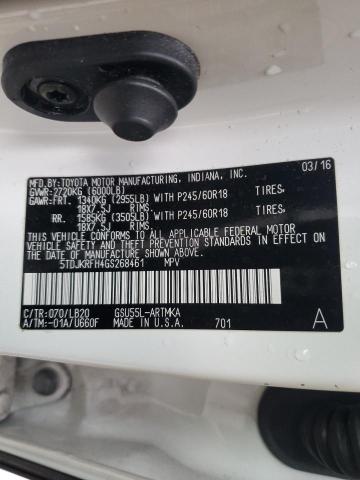 MFD. BY: TOYOTA MOTOR MANUFACTURING, INDIANA, INC. 03/16
GVWR: 2720KG (6000LB)
GAWR: FRT. 1340KG (2955LB) WITH P245/60R18 TIRES,
18X7.5J RIMS,
RR. 1585KG (3505LB) WITH P245/60R18 TIRES,
18X7.5J RIMS,
THIS VEHICLE CONFORMS TO ALL APPLICABLE FEDERAL
MOTOR VEHICLE SAFETY STANDARDS IN EFFECT ON
THE DATE OF MANUFACTURE SHOWN ABOVE.
5TDJKRFH4GS268461 MPV
C/TR: 070/LB20 GSU55L-ARTMKA
A/TM: -01A/U660F MADE IN U.S.A. 701 A